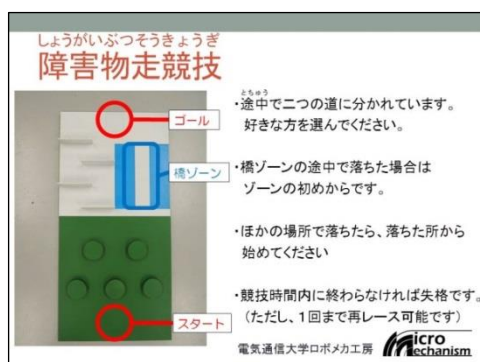 しょうがいぶつそうきょうぎ
障害物走競技
ゴール
橋ゾーン
スタート
とちゅう
・途中で二つの道に分かれています。
好きな方を選んでください。
・橋ゾーンの途中で落ちた場合は
ゾーンの初めからです。
・ほかの場所で落ちたら、落ちた所から
始めてください
・競技時間内に終わらなければ失格です。
(ただし、1回まで再レース可能です)
電気通信大学ロボメカ工房
Micro
Mechanism